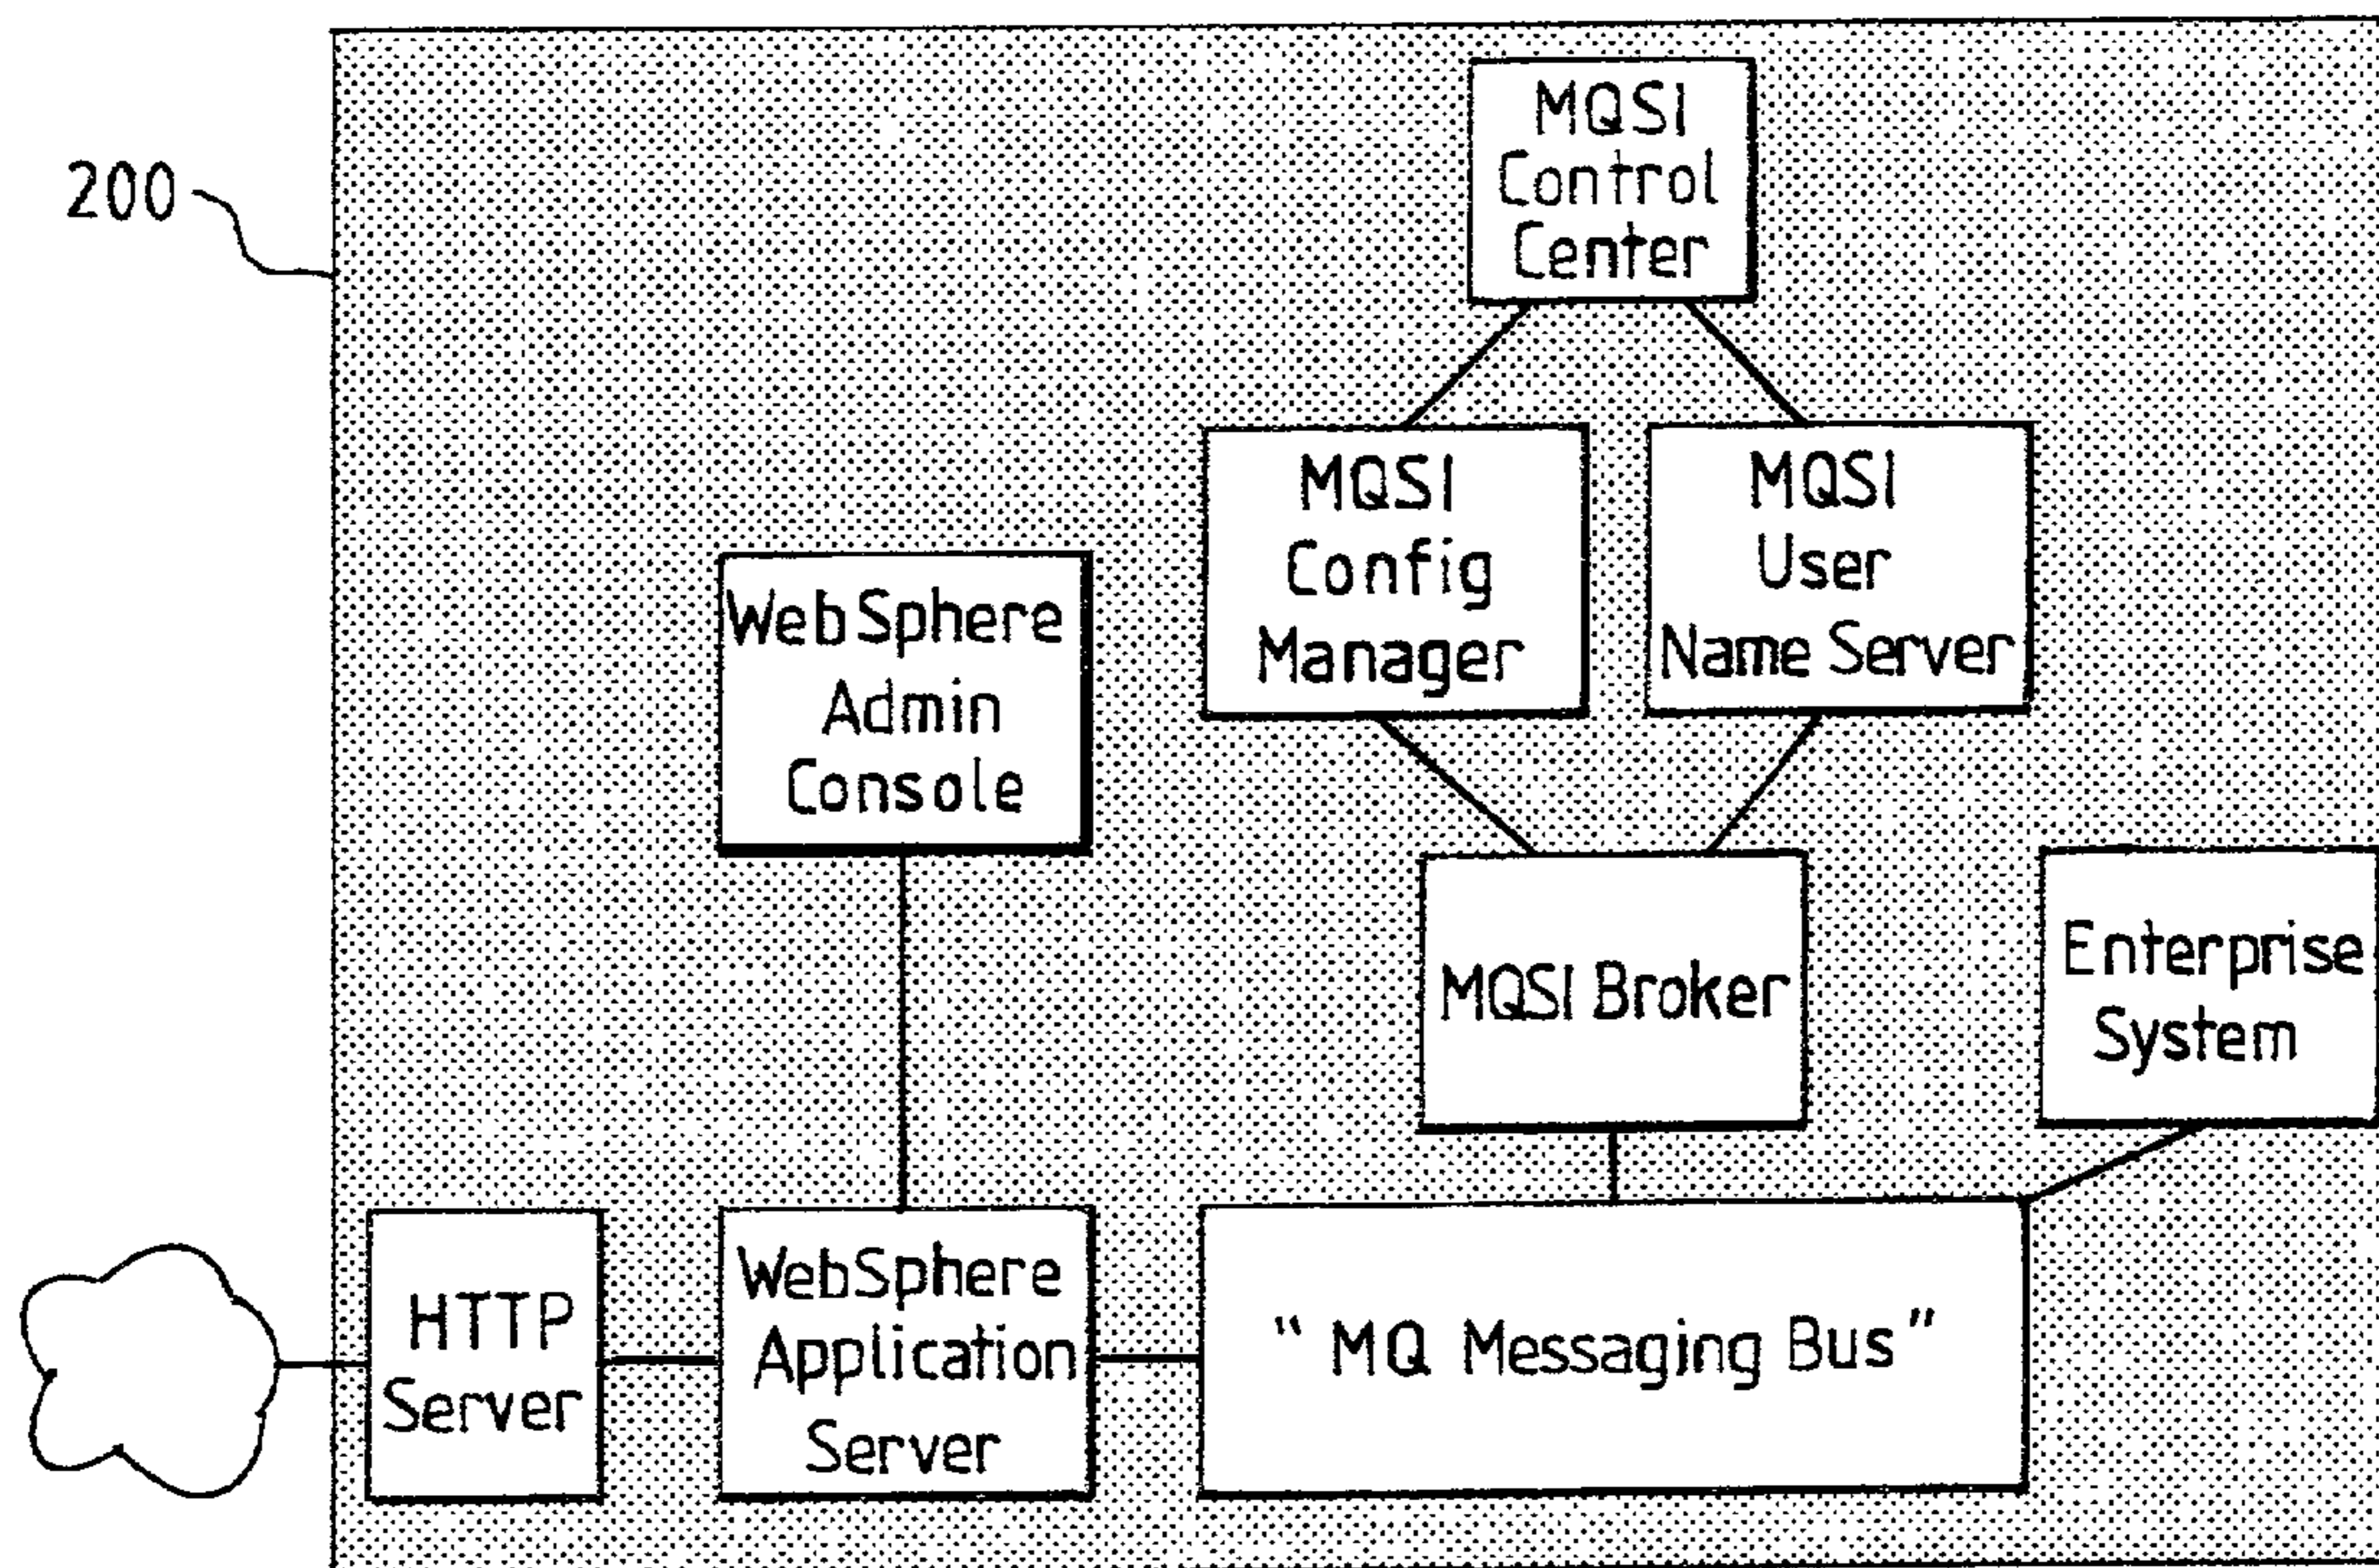 200
MQSI
Control
Center
MQSI
Config
Manager
MQSI
User
Name Server
WebSphere
Admin
Console
MQSI Broker
Enterprise
System
HTTP
Server
WebSphere
Application
Server
“ MQ Messaging Bus ”